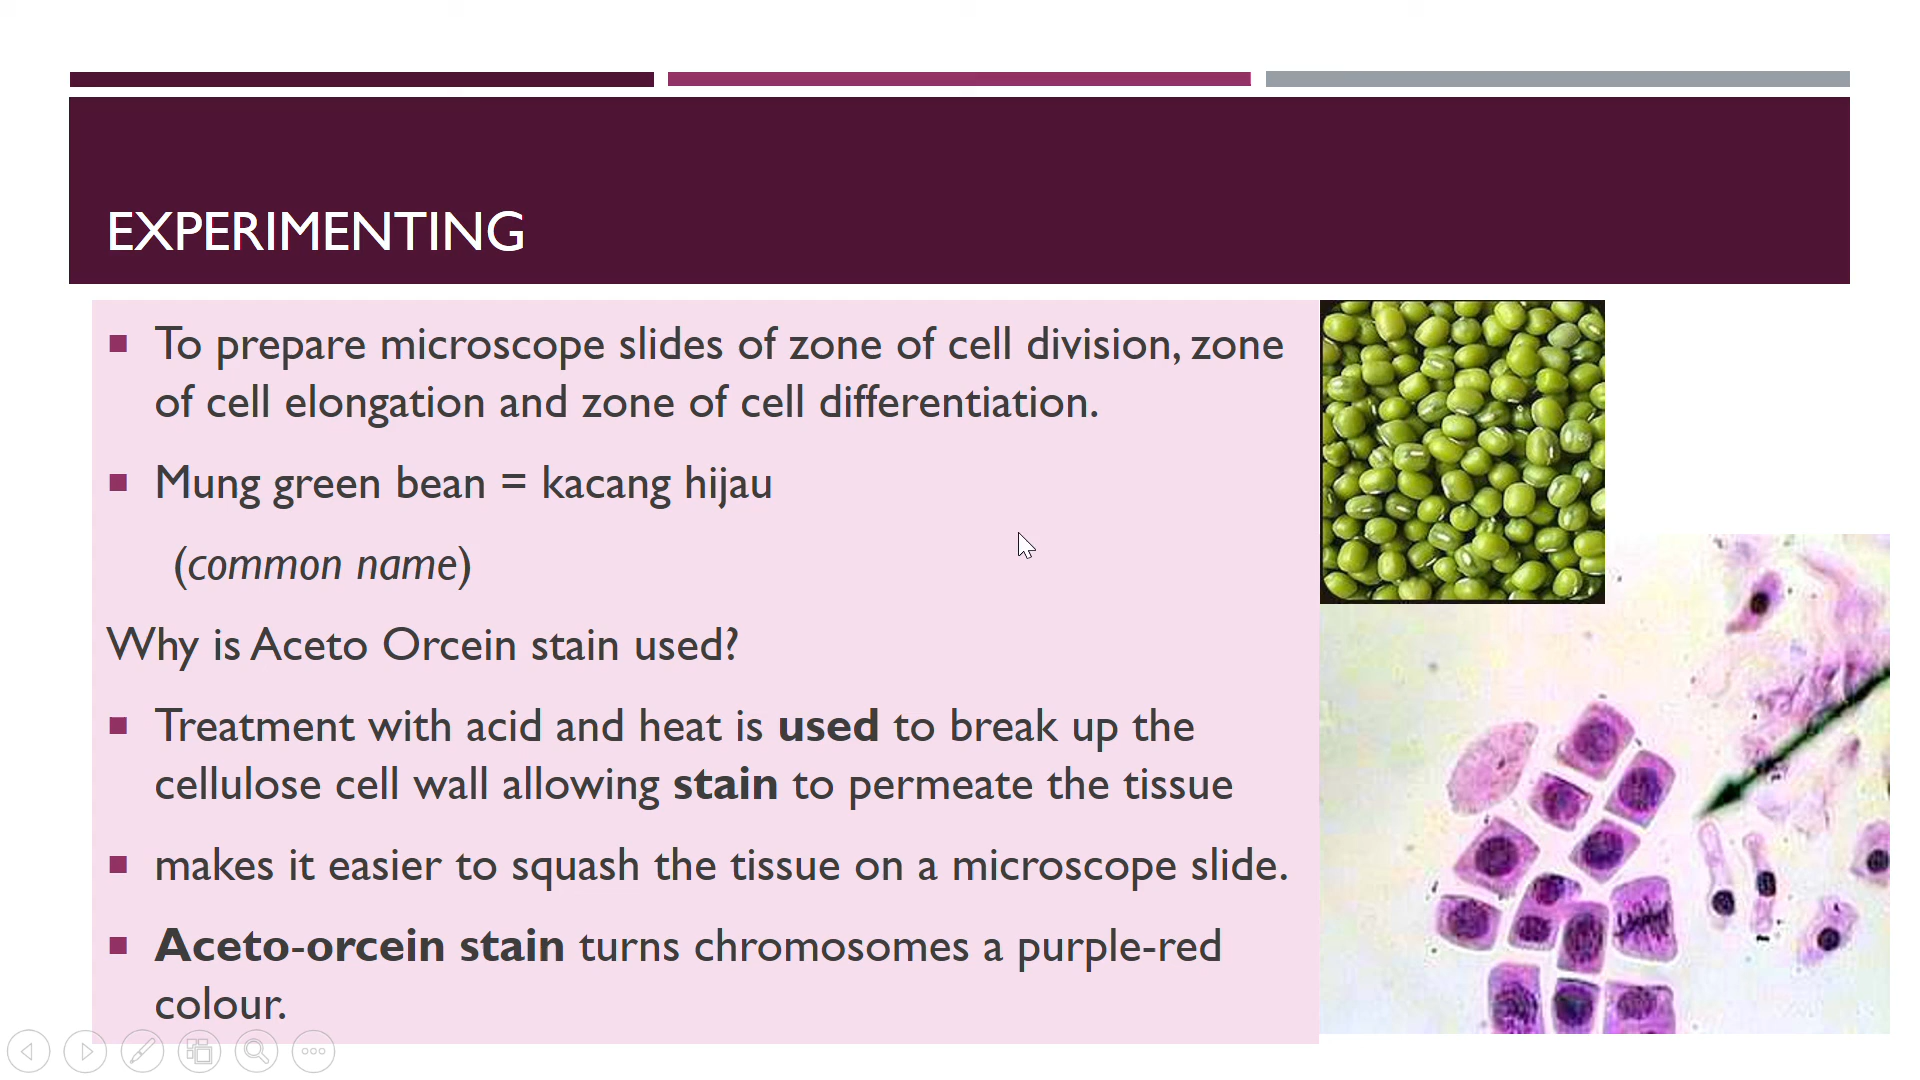 EXPERIMENTING
To prepare microscope slides of zone of cell division, zone
of cell elongation and zone of cell differentiation.
Mung green bean = kacang hijau
(common name)
Why is Aceto Orcein stain used?
Treatment with acid and heat is used to break up the
cellulose cell wall allowing stain to permeate the tissue
makes it easier to squash the tissue on a microscope slide.
Aceto-orcein stain turns chromosomes a purple-red
colour.